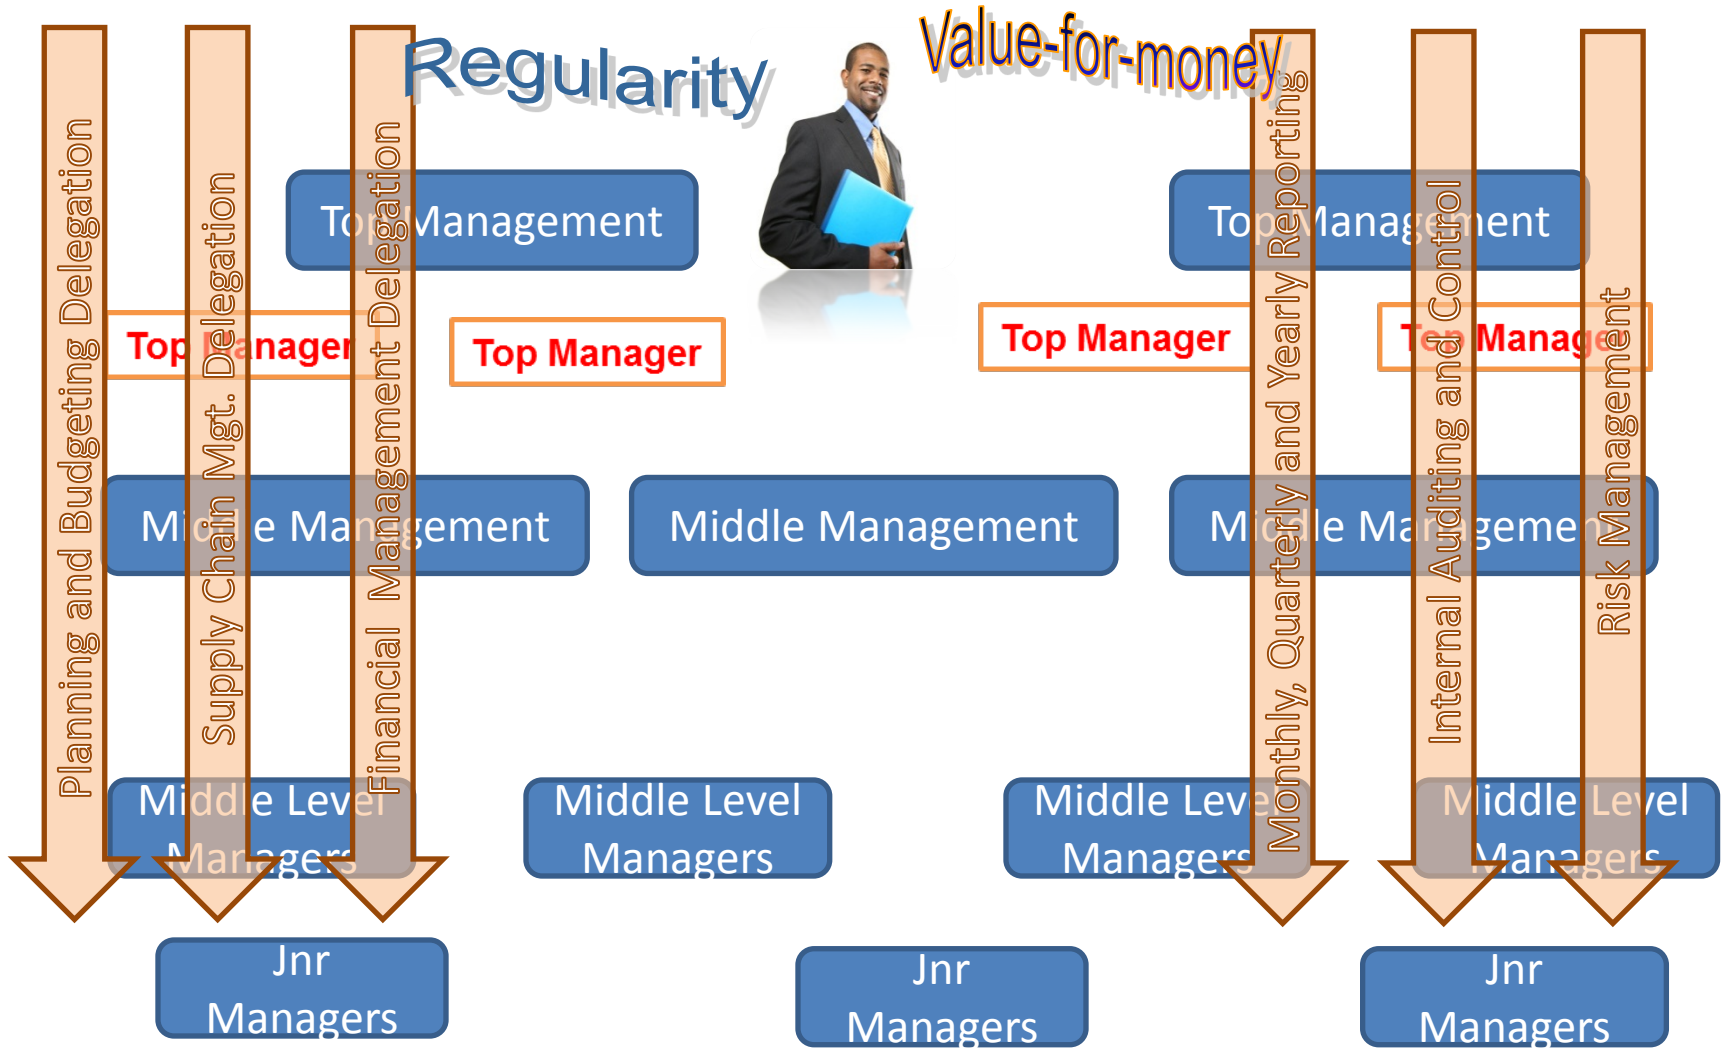 Regularity
Value-for-money
Planning and Budgeting Delegation
Supply Chain Mgt. Delegation
Financial Management Delegation
Monthly, Quarterly and Yearly Reporting
Internal Auditing and Control
Risk Management
Top Management
Top Management
Top Manager
Top Manager
Top Manager
Top Manager
Middle Management
Middle Management
Middle Management
Middle Level
Managers
Middle Level
Managers
Middle Level
Managers
Middle Level
Managers
Jnr
Managers
Jnr
Managers
Jnr
Managers